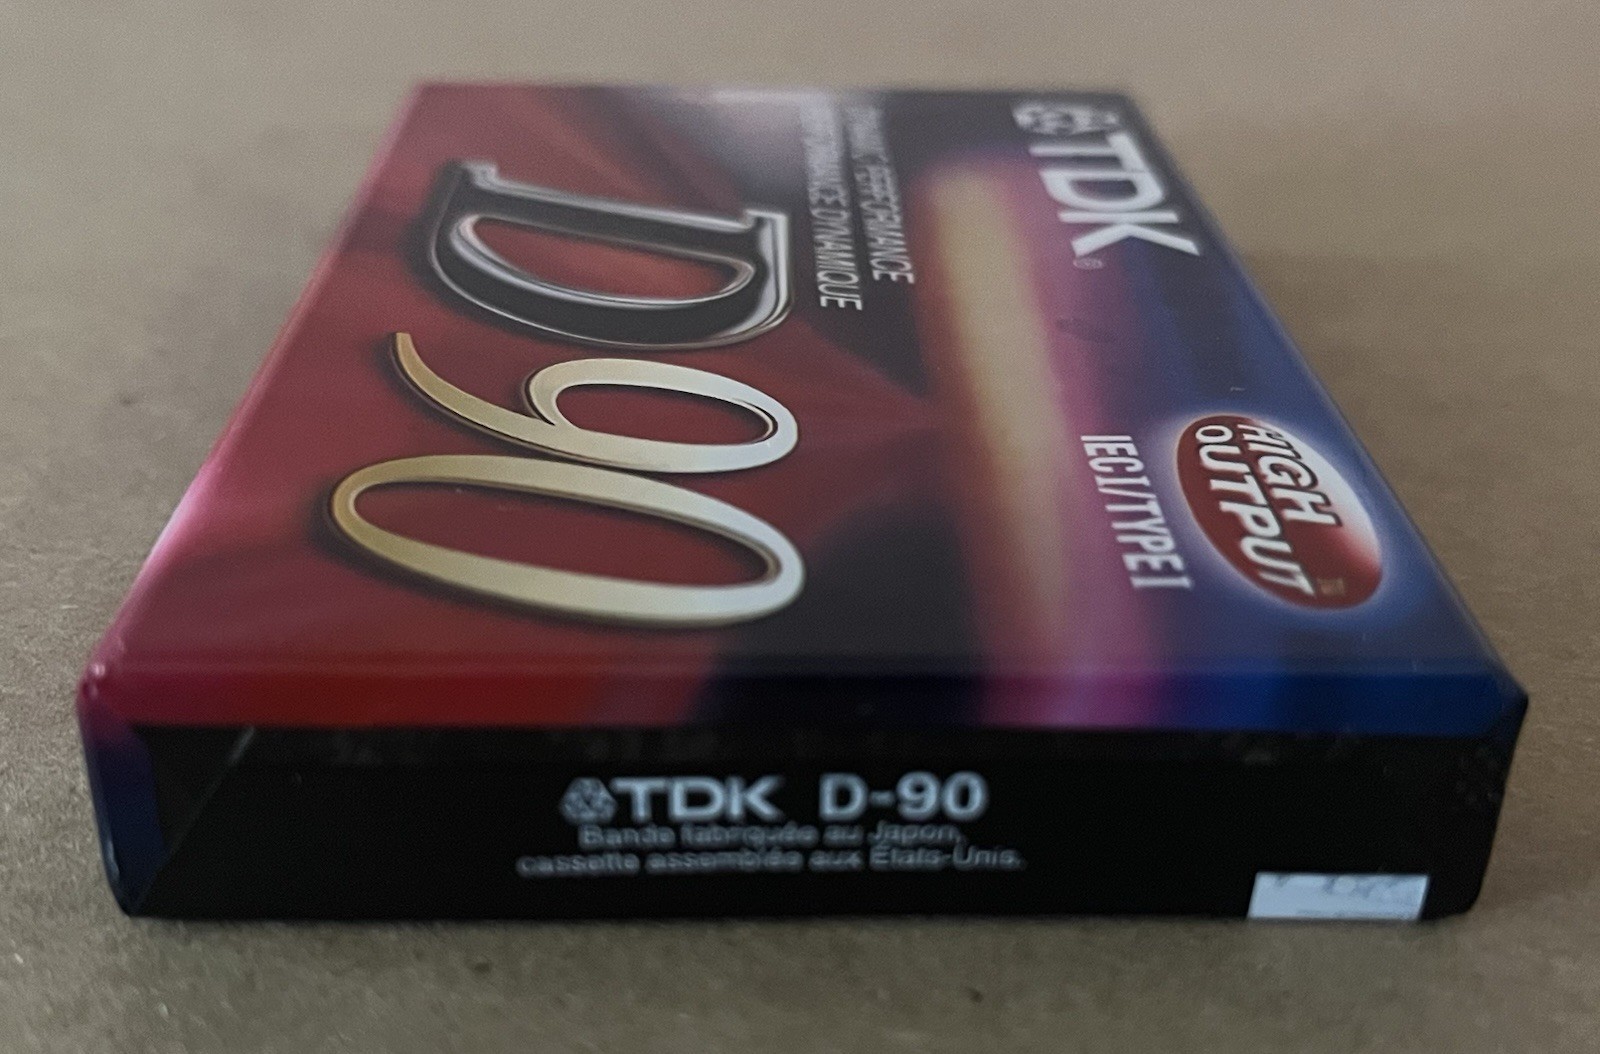 TDK®
DYNAMIC PERFORMANCE
PERFORMANCE DYNAMIQUE
D 90
HIGH
OUTPUT
IECI/TYPE I
TDK D-90
Bande fabriquée au Japon,
cassette assemblée aux États-Unis.